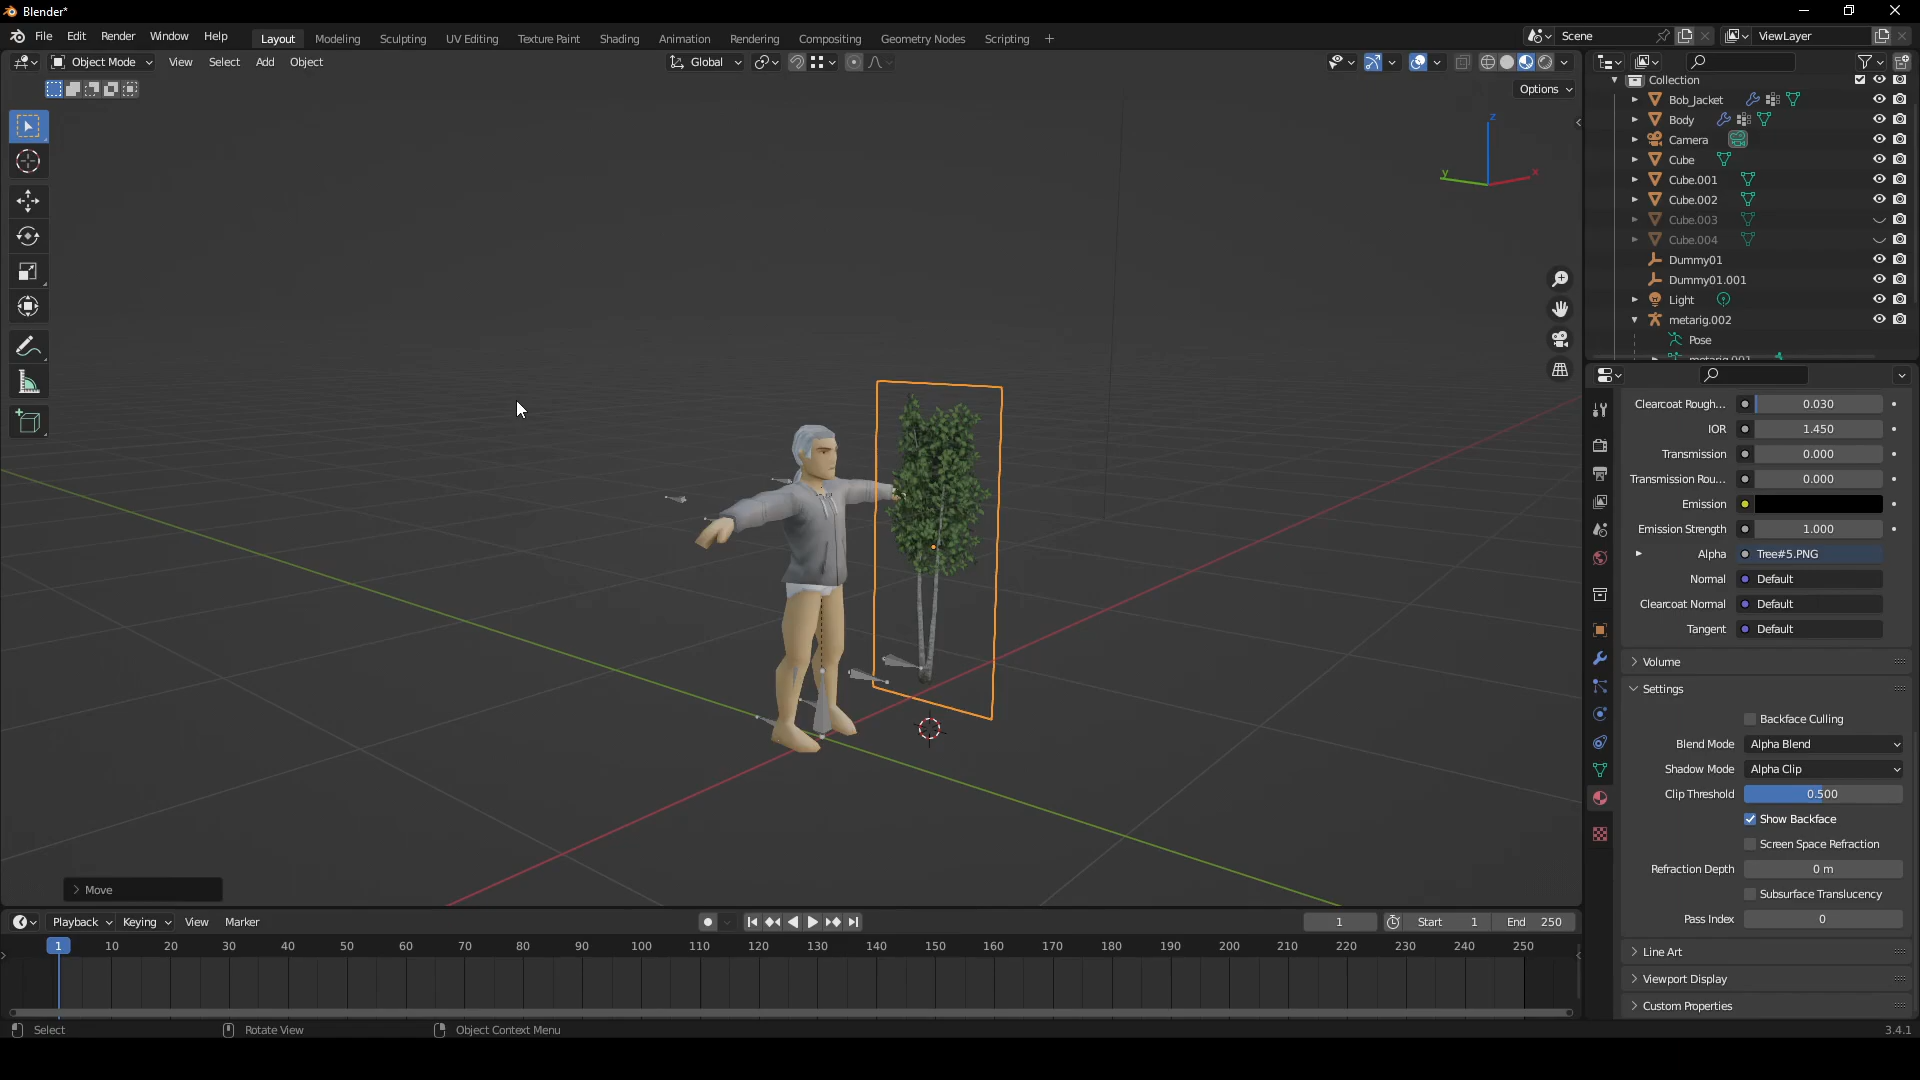 Blender*
File Edit Render Window Help Layout Modeling Sculpting UV Editing Texture Paint Shading Animation Rendering Compositing Geometry Nodes Scripting Scene ViewLayer
Object Mode View Select Add Object Global
Options
Collection
Bob_Jacket
Body
Camera
Cube
Cube.001
Cube.002
Cube.003
Cube.004
Dummy01
Dummy01.001
Light
metarig.002
Pose
metarig.001
z
y x
Clearcoat Rough... 0.030
IOR 1.450
Transmission 0.000
Transmission Rou... 0.000
Emission
Emission Strength 1.000
Alpha Tree#5.PNG
Normal Default
Clearcoat Normal Default
Tangent Default
Volume
Settings
Backface Culling
Blend Mode Alpha Blend
Shadow Mode Alpha Clip
Clip Threshold 0.500
Show Backface
Screen Space Refraction
Refraction Depth 0 m
Subsurface Translucency
Pass Index 0
Line Art
Viewport Display
Custom Properties
Move
Playback Keying View Marker 1 Start 1 End 250
1 10 20 30 40 50 60 70 80 90 100 110 120 130 140 150 160 170 180 190 200 210 220 230 240 250
Select Rotate View Object Context Menu 3.4.1